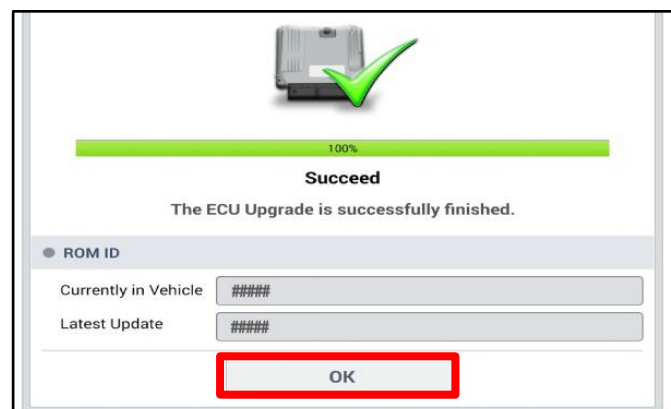 100%
Succeed
The ECU Upgrade is successfully finished.
ROM ID
Currently in Vehicle #####
Latest Update #####
OK